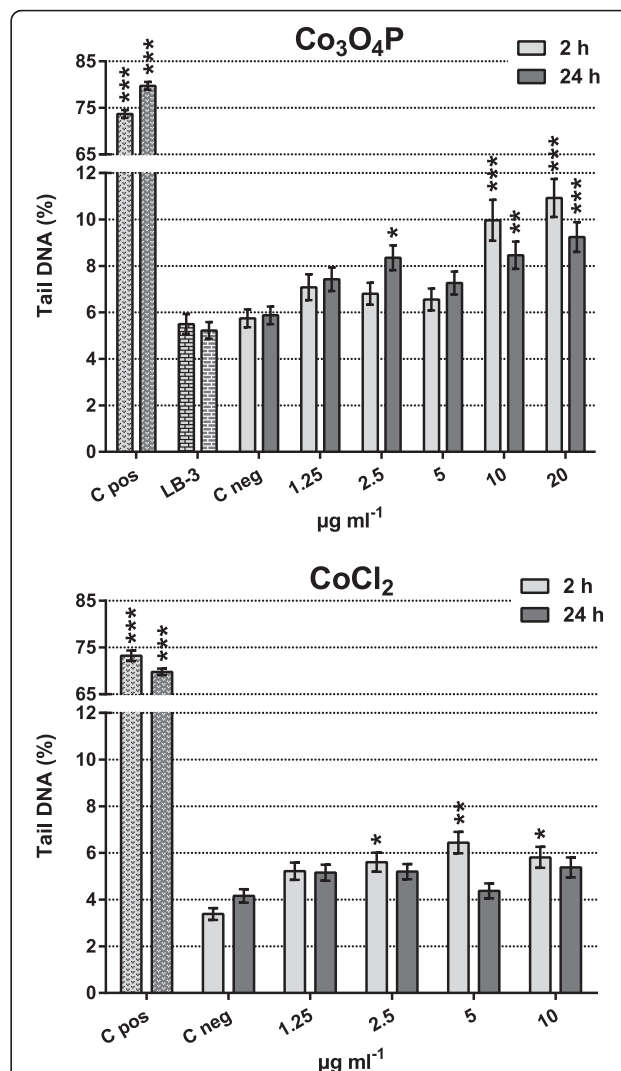 Co3O4P
2 h
24 h
Tail DNA (%)
85
75
65
12
10
8
6
4
2
0
*** *** * *** ** *** ***
C pos LB-3 C neg 1.25 2.5 5 10 20
µg ml-1
CoCl2
2 h
24 h
Tail DNA (%)
85
75
65
12
10
8
6
4
2
0
*** *** * ** *
C pos C neg 1.25 2.5 5 10
µg ml-1